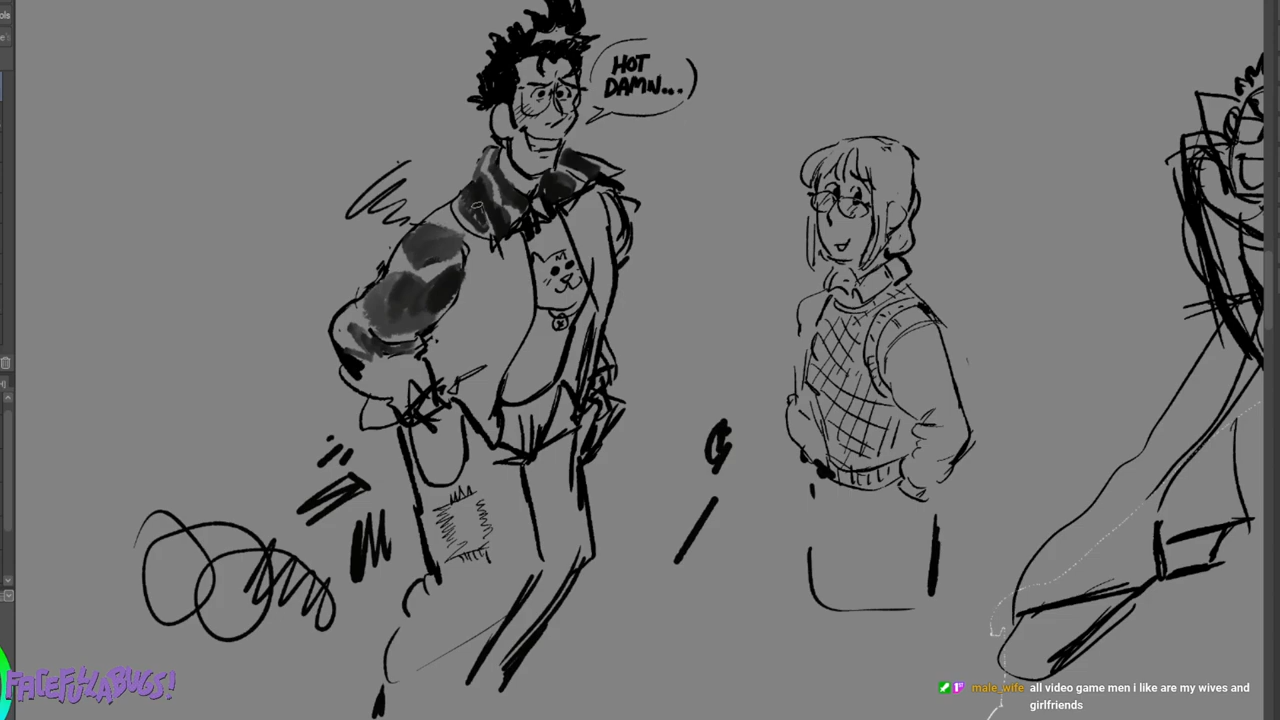 HOT
DAMN...
FACEFULLABUGS!
male_wife all video game men i like are my wives and
girlfriends